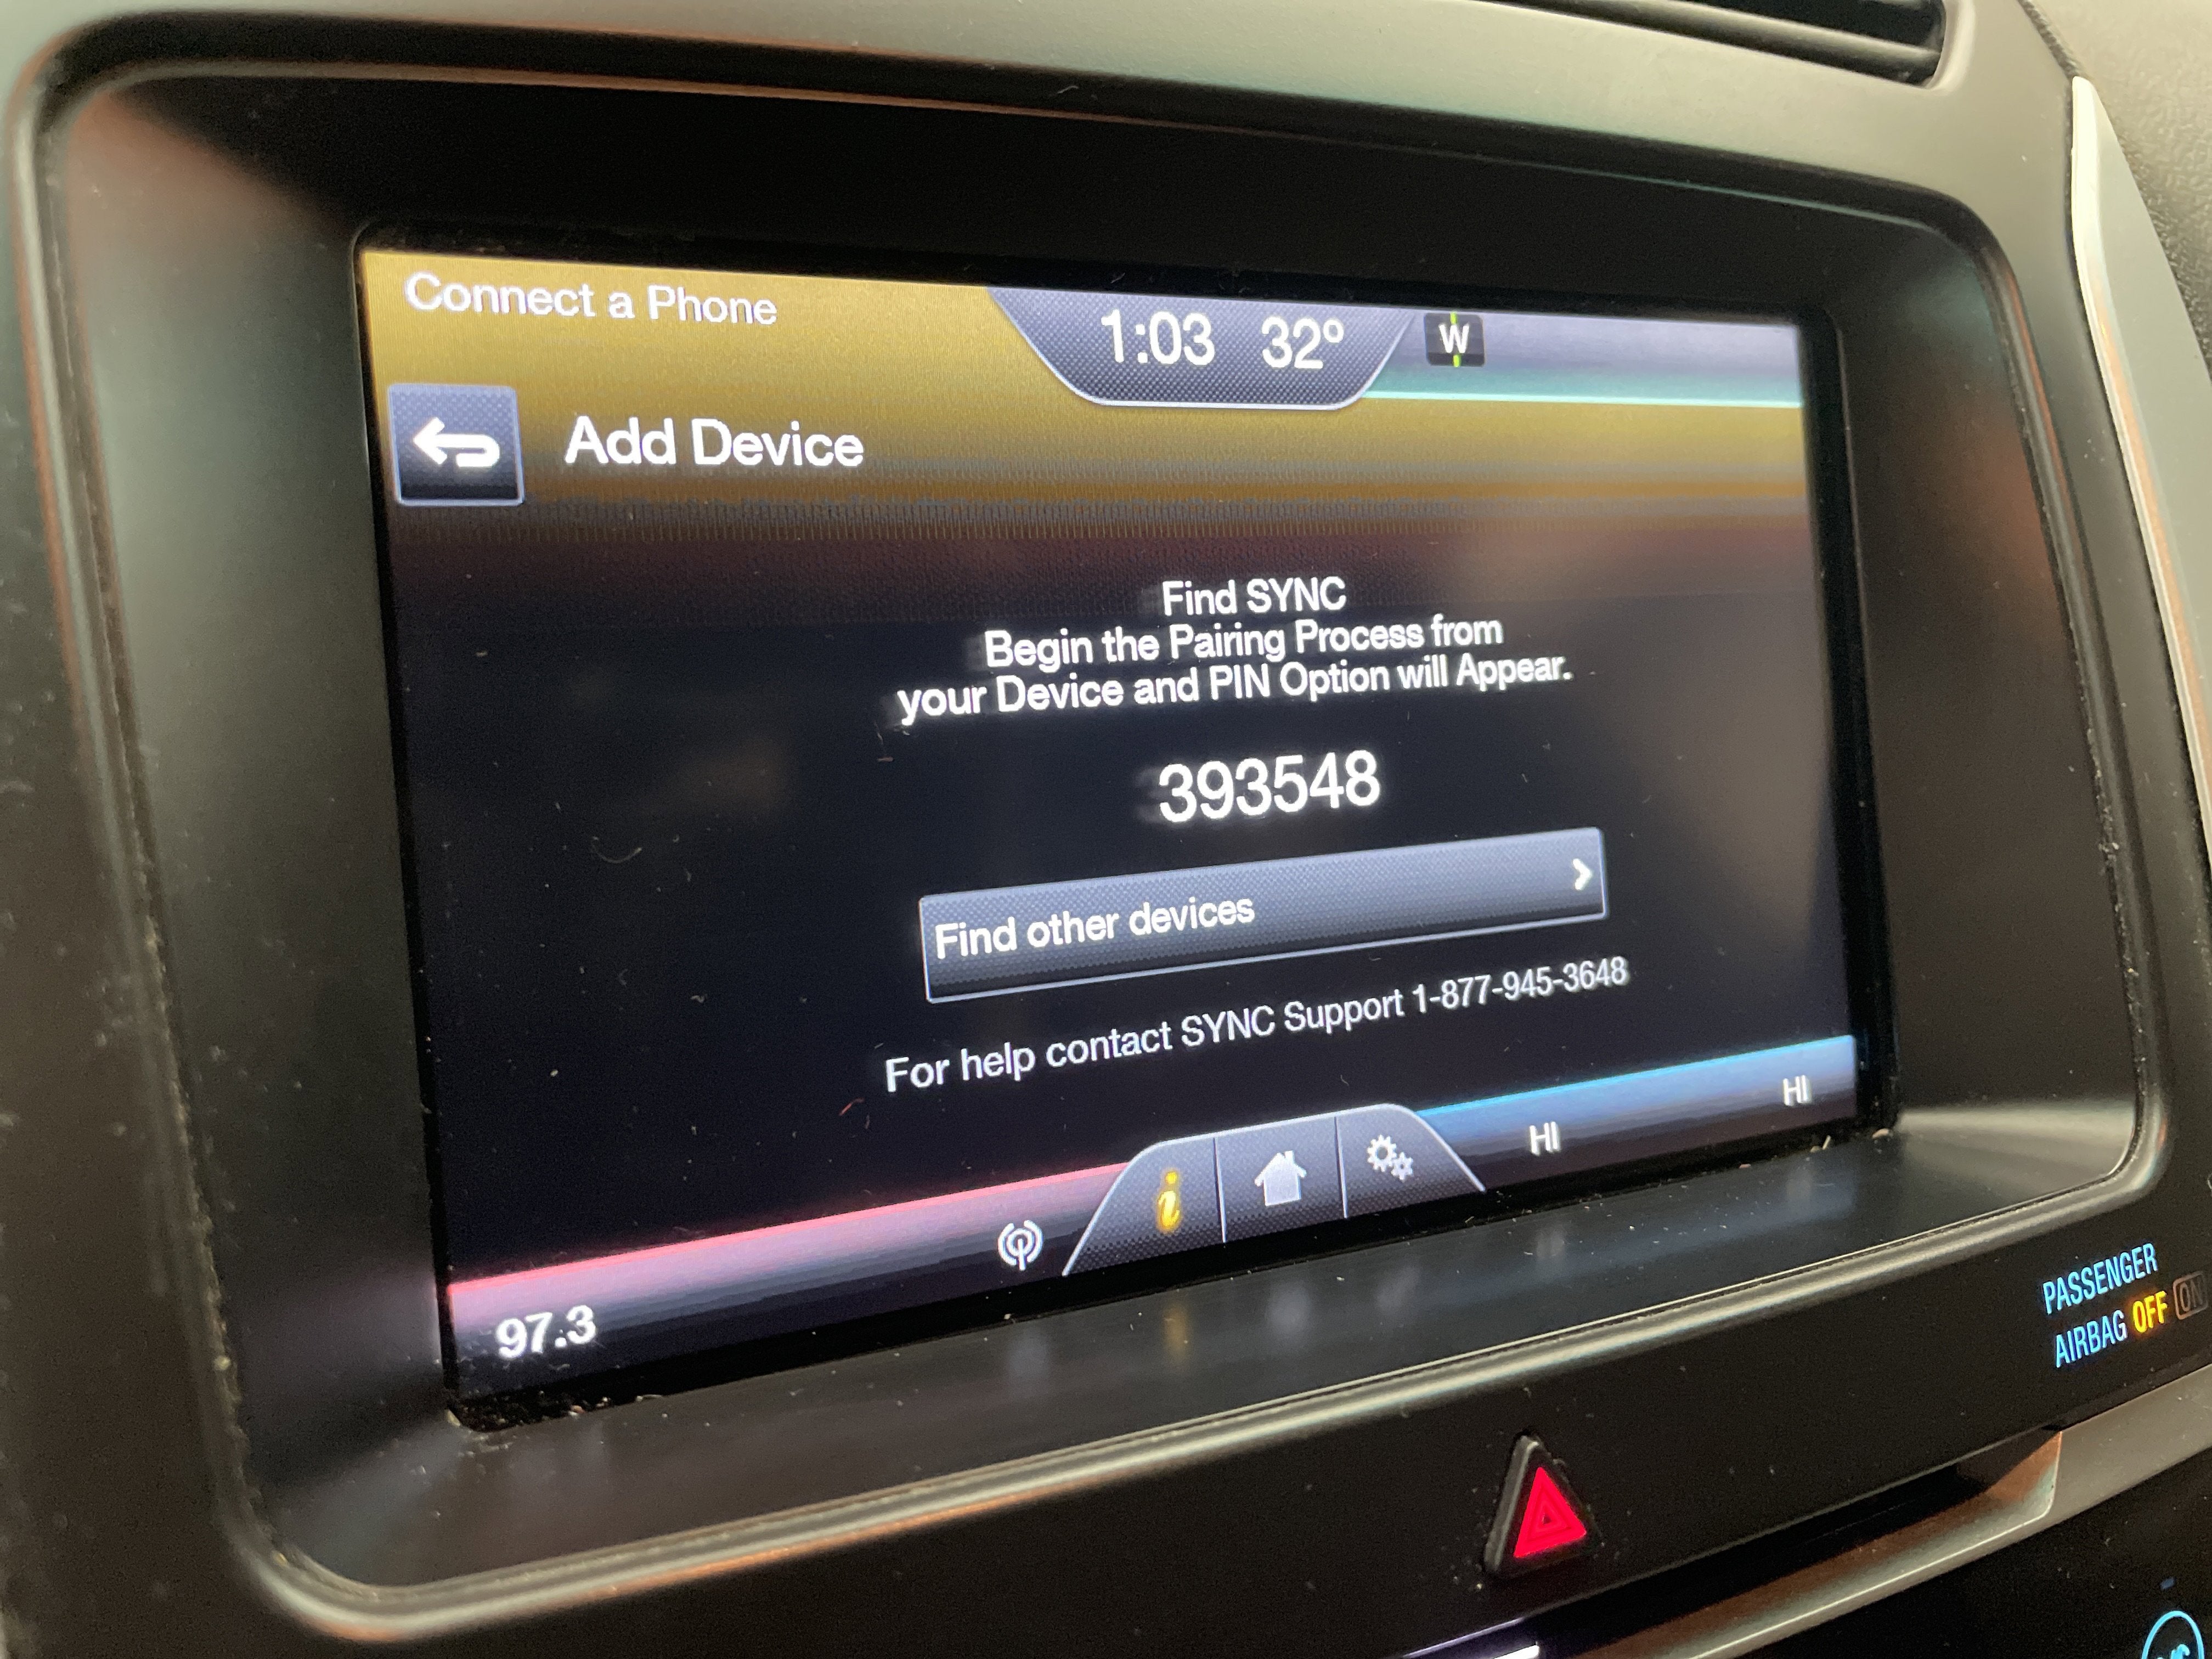 Connect a Phone
1:03 32º W
Add Device
Find SYNC
Begin the Pairing Process from
your Device and PIN Option will Appear.
393548
Find other devices
For help contact SYNC Support 1-877-945-3648
HI HI
i
97.3
PASSENGER
AIRBAG OFF ON